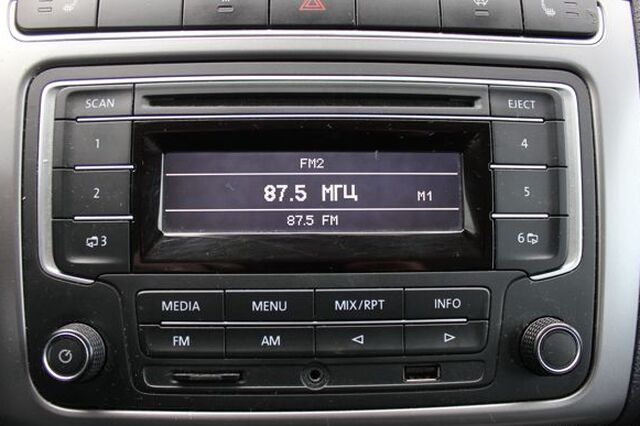 SCAN
EJECT
1
4
2
5
3
6
FM2
87.5 МГЦ M1
87.5 FM
MEDIA MENU MIX/RPT INFO
FM AM